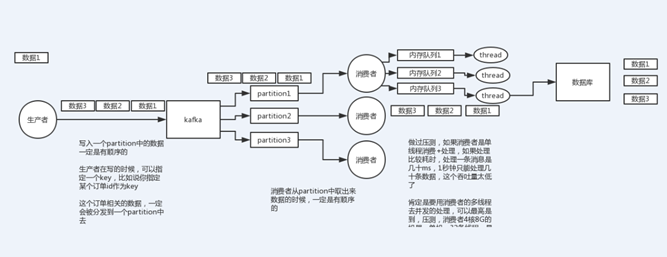 数据1
生产者
数据3 数据2 数据1
kafka
数据3 数据2 数据1
partition1
partition2
partition3
消费者
消费者
消费者
内存队列1
内存队列2
内存队列3
thread
thread
thread
数据3 数据2 数据1
数据库
数据1
数据2
数据3
写入一个partition中的数据
一定是有顺序的
生产者在写的时候，可以指
定一个key，比如说你指定
某个订单id作为key
这个订单相关的数据，一定
会被分发到一个partition中
去
消费者从partition中取出来
数据的时候，一定是有顺序
的
做过压测，如果消费者是单
线程消费+处理，如果处理
比较耗时，处理一条消息是
几十ms，1秒钟只能处理几
十条数据，这个吞吐量太低
了
肯定是要用消费者的多线程
去并发的处理，可以最高是
到，压测，消费者4核8G的